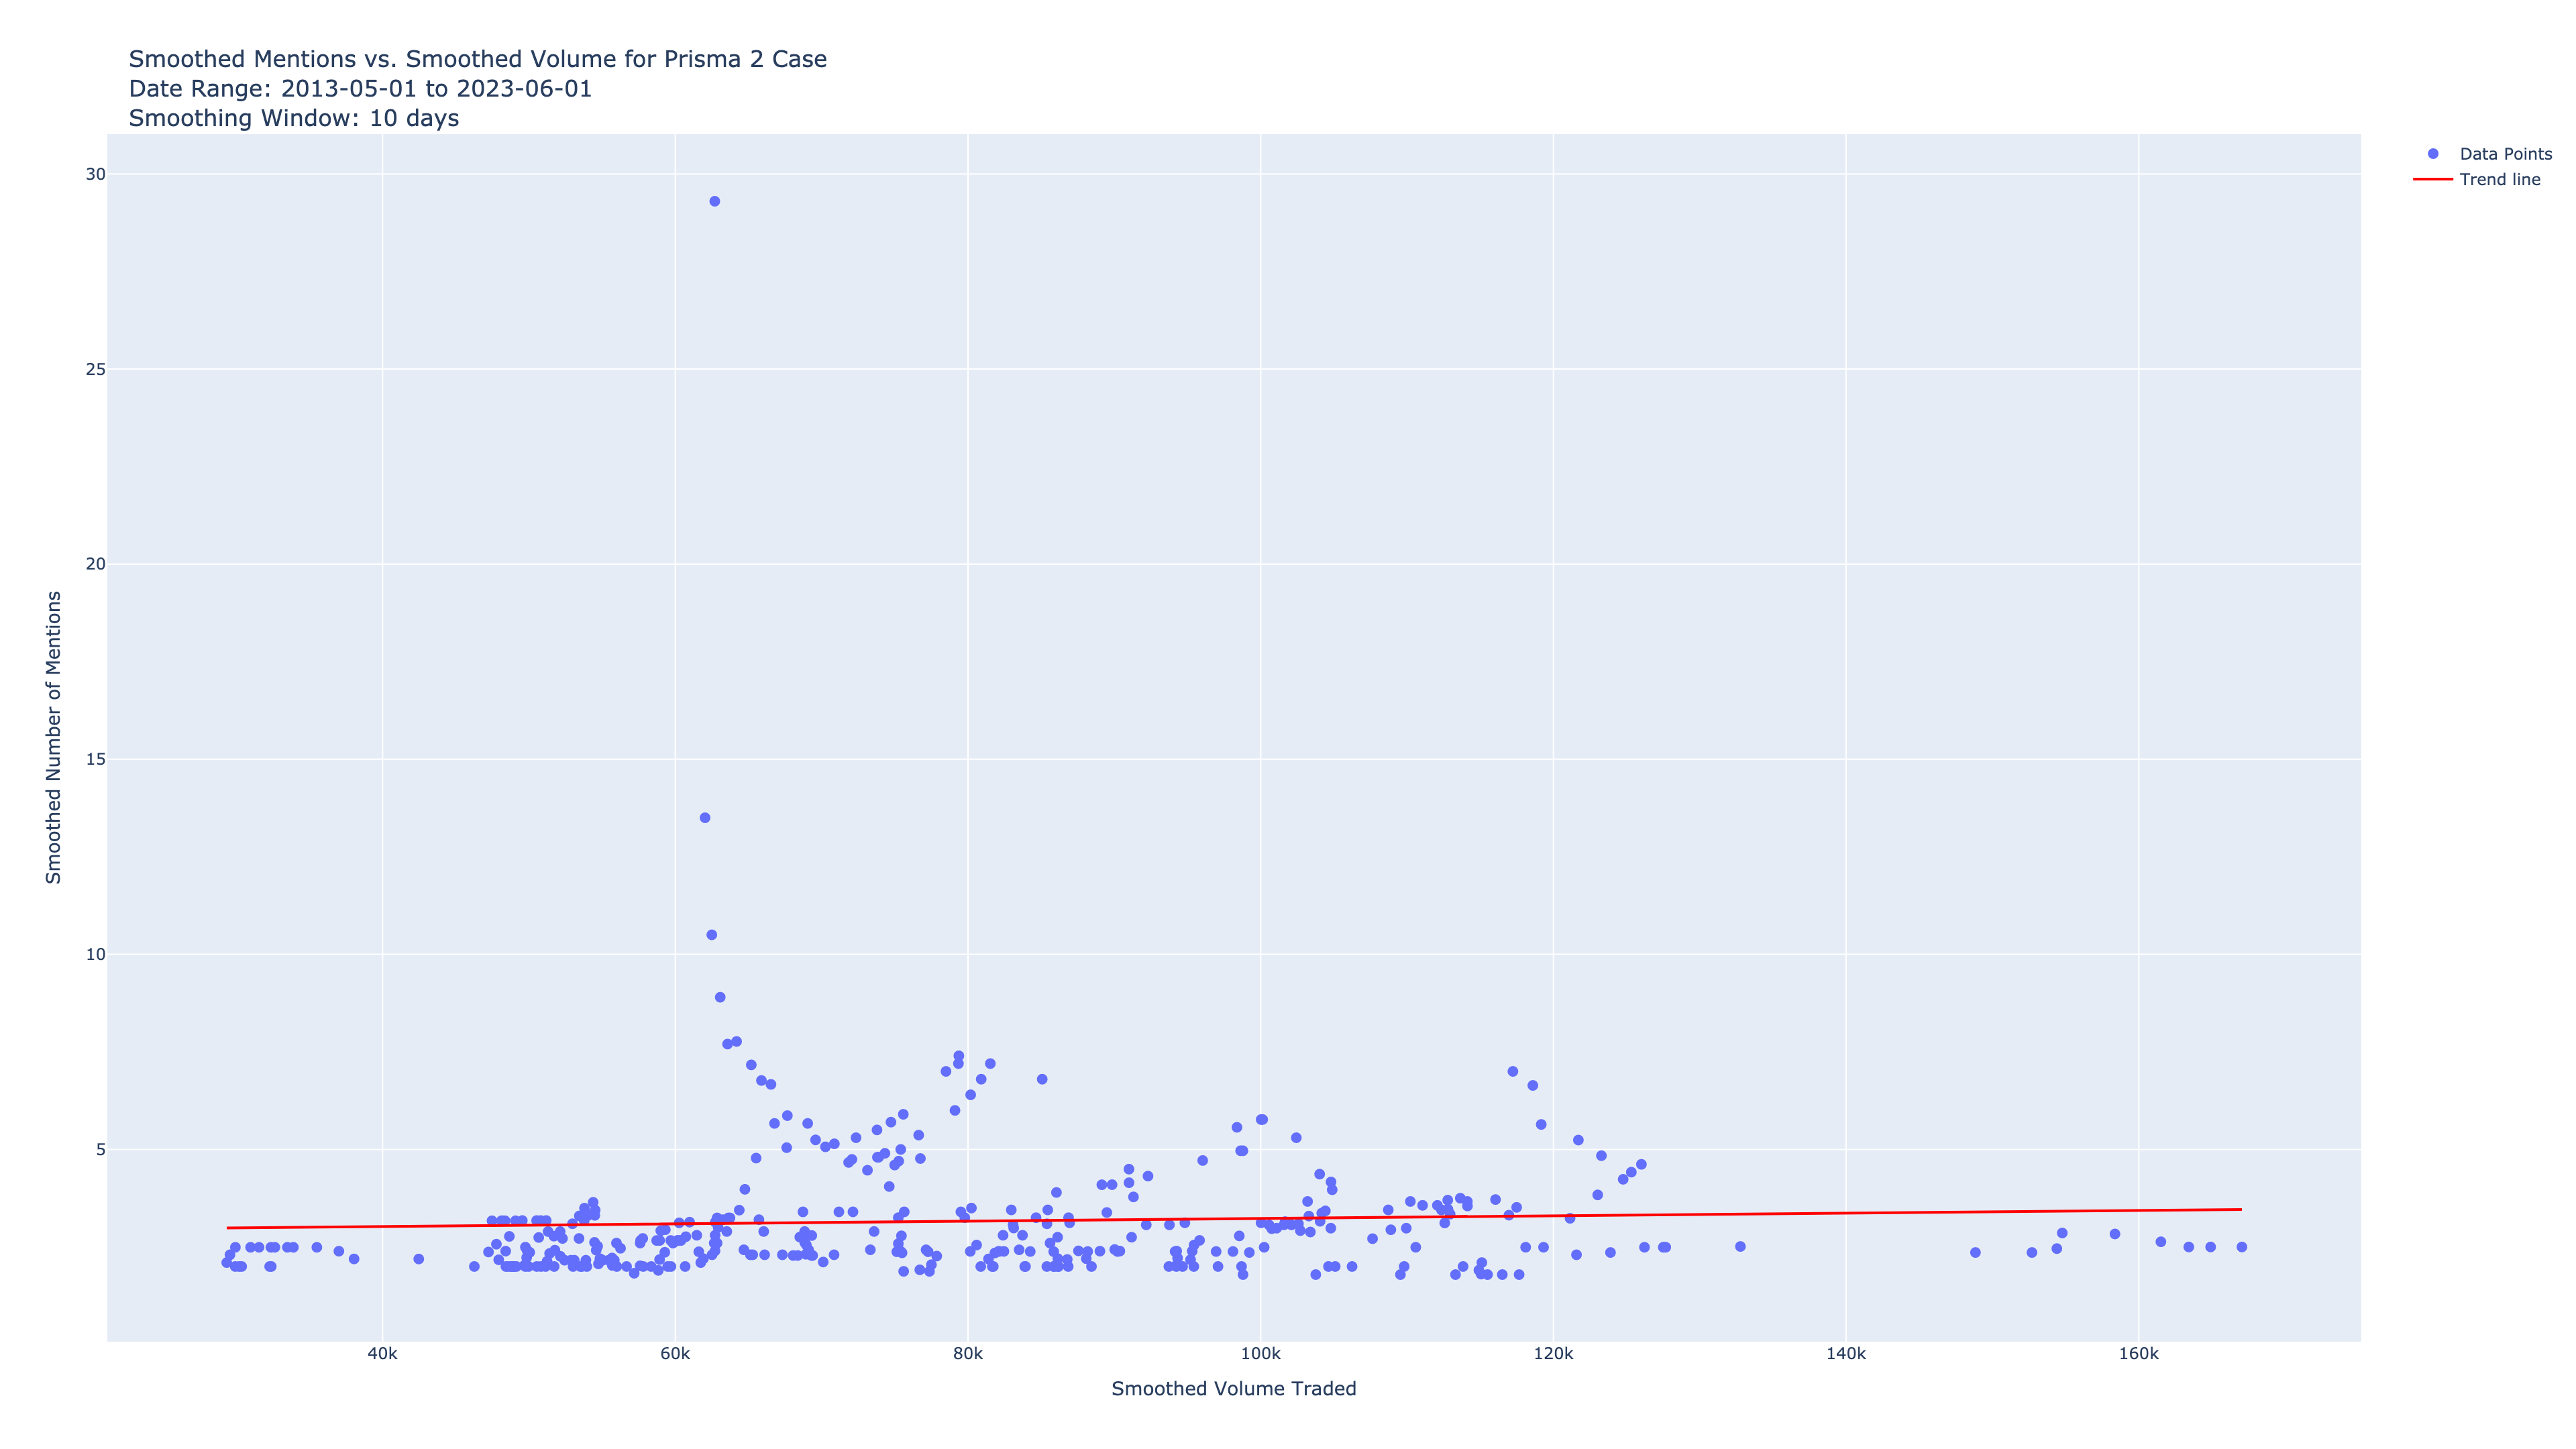 Smoothed Mentions vs. Smoothed Volume for Prisma 2 Case
Date Range: 2013-05-01 to 2023-06-01
Smoothing Window: 10 days
Data Points
Trend line
30
25
20
15
10
5
Smoothed Number of Mentions
40k
60k
80k
100k
120k
140k
160k
Smoothed Volume Traded